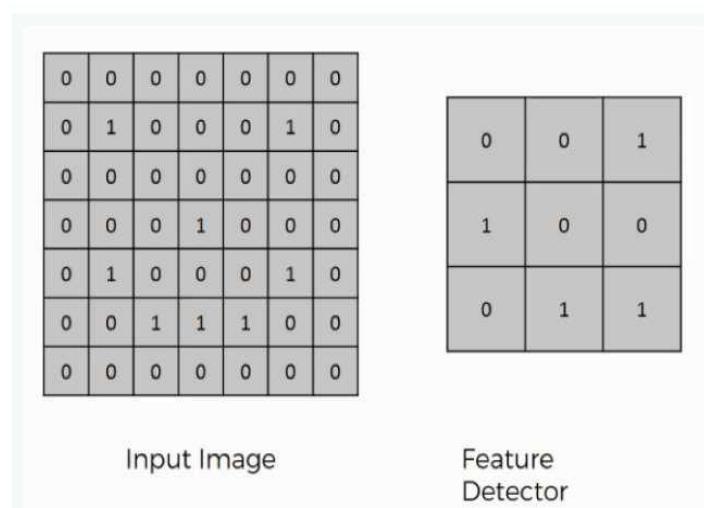 0 0 0 0 0 0 0
0 1 0 0 0 1 0
0 0 0 0 0 0 0
0 0 0 1 0 0 0
0 1 0 0 0 1 0
0 0 1 1 1 0 0
0 0 0 0 0 0 0
0 0 1
1 0 0
0 1 1
Input Image
Feature
Detector